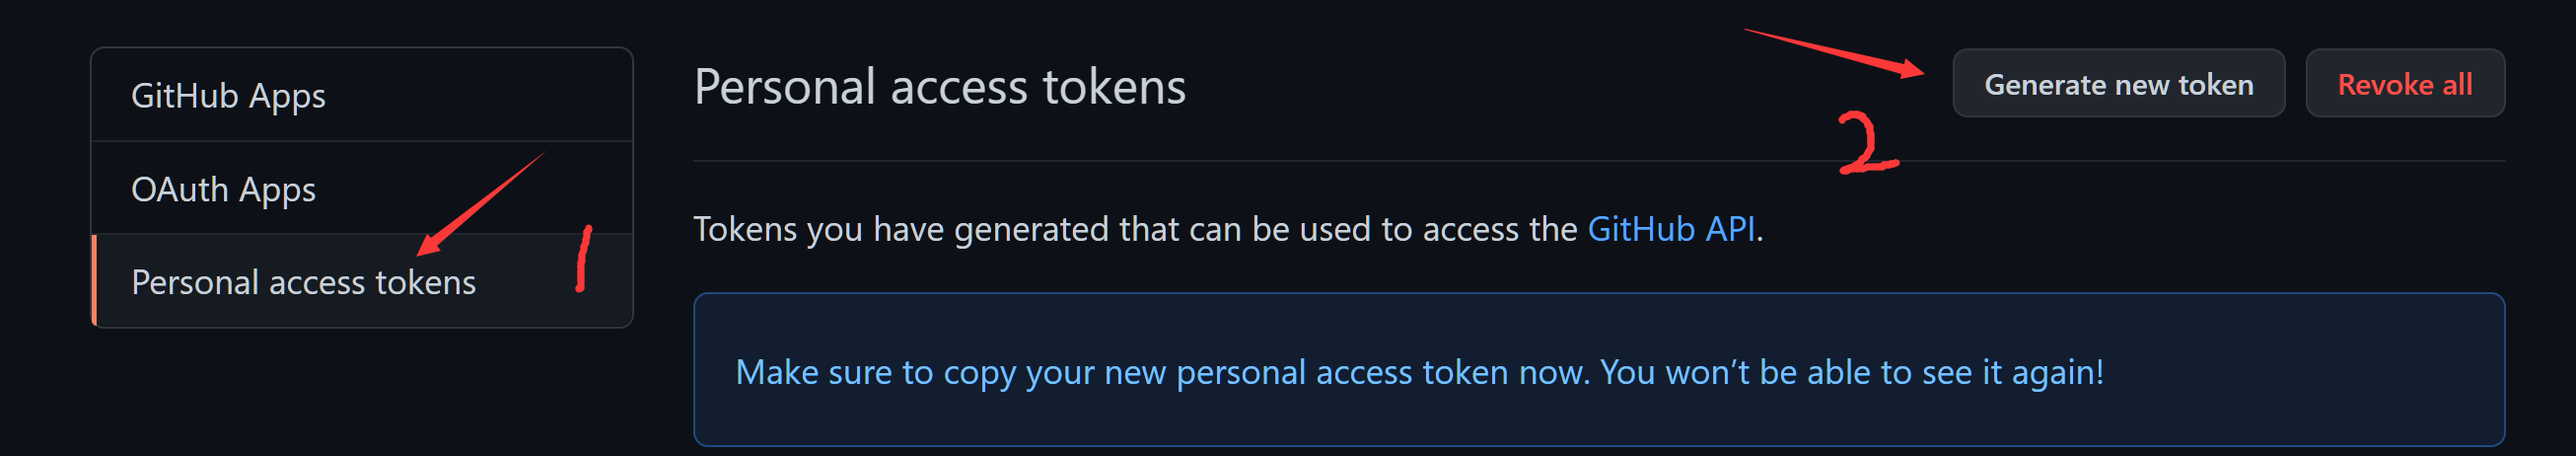 GitHub Apps
OAuth Apps
Personal access tokens
1
Personal access tokens
Generate new token
Revoke all
2
Tokens you have generated that can be used to access the GitHub API.
Make sure to copy your new personal access token now. You won’t be able to see it again!